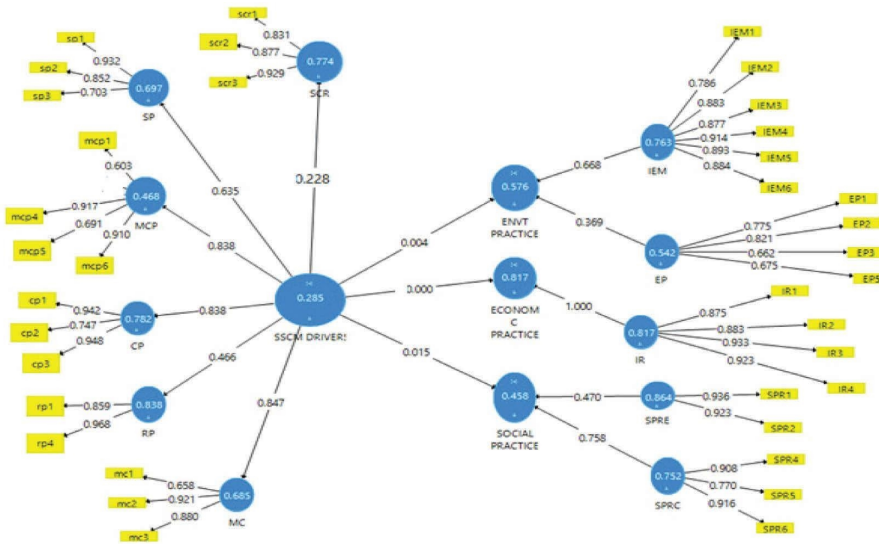 sp1
sp2
sp3
0.932
0.852
0.703
0.697
SP
scr1
scr2
scr3
0.831
0.877
0.929
0.774
SCR
mcp1
mcp4
mcp5
mcp6
0.603
0.917
0.691
0.910
0.468
MCP
cp1
cp2
cp3
0.942
0.747
0.948
0.782
CP
rp1
rp4
0.859
0.968
0.838
RP
mc1
mc2
mc3
0.658
0.921
0.880
0.685
MC
0.635
0.228
0.838
0.838
0.466
0.847
0.285
SSCM DRIVERS
0.004
0.000
0.015
0.576
ENVT
PRACTICE
0.817
ECONOM
C
PRACTICE
0.458
SOCIAL
PRACTICE
0.668
0.369
1.000
0.470
0.758
0.763
IEM
0.786
0.883
0.877
0.914
0.893
0.884
IEM1
IEM2
IEM3
IEM4
IEM5
IEM6
0.542
EP
0.775
0.821
0.662
0.675
EP1
EP2
EP3
EP5
0.817
IR
0.875
0.883
0.933
0.923
IR1
IR2
IR3
IR4
0.864
SPRE
0.936
0.923
SPR1
SPR2
0.752
SPRC
0.908
0.770
0.916
SPR4
SPR5
SPR6